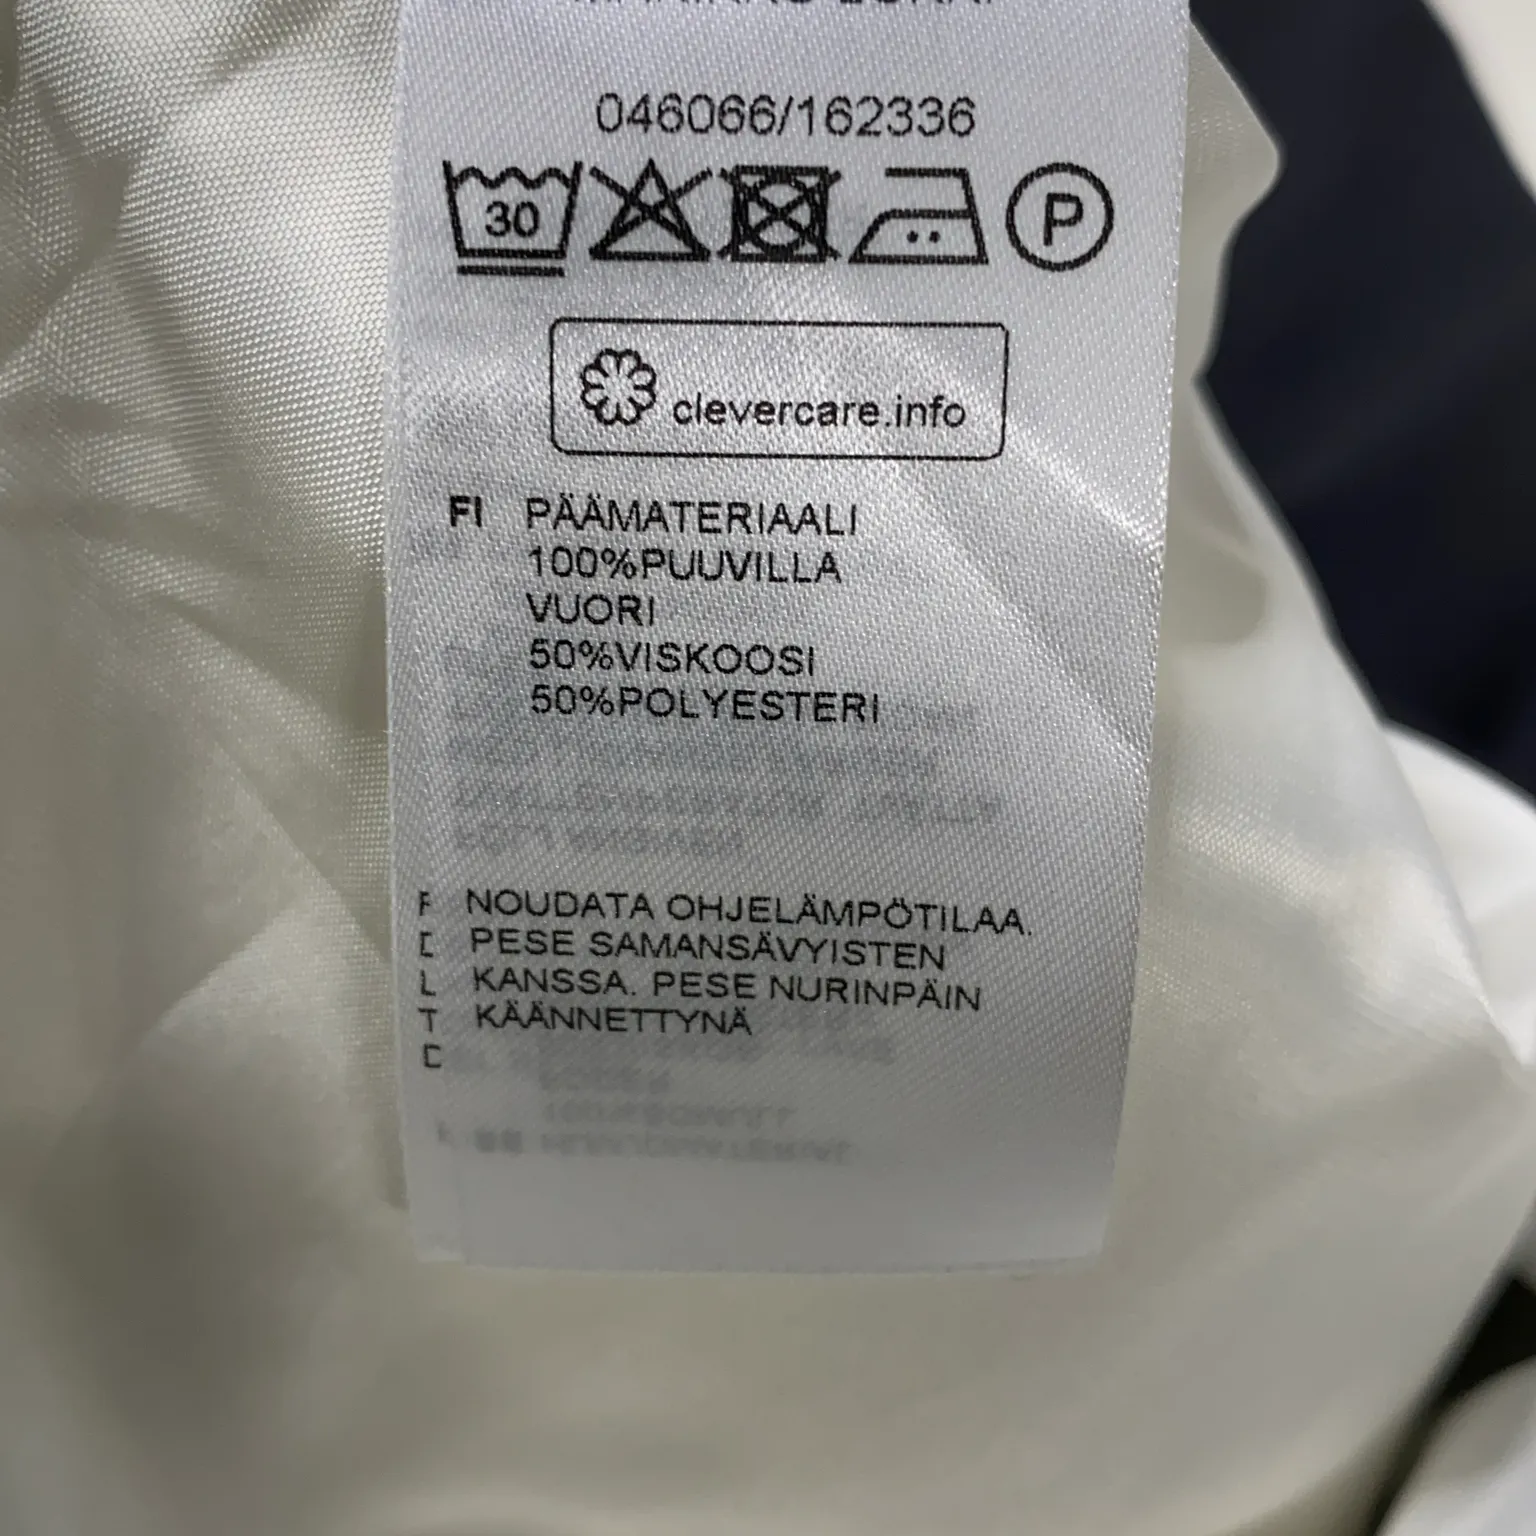 046066/162336
30
P
clevercare.info
FI PÄÄMATERIAALI
100%PUUVILLA
VUORI
50%VISKOOSI
50%POLYESTERI
NOUDATA OHJELÄMPÖTILAA.
PESE SAMANSÄVYISTEN
KANSSA. PESE NURINPÄIN
KÄÄNNETTYNÄ